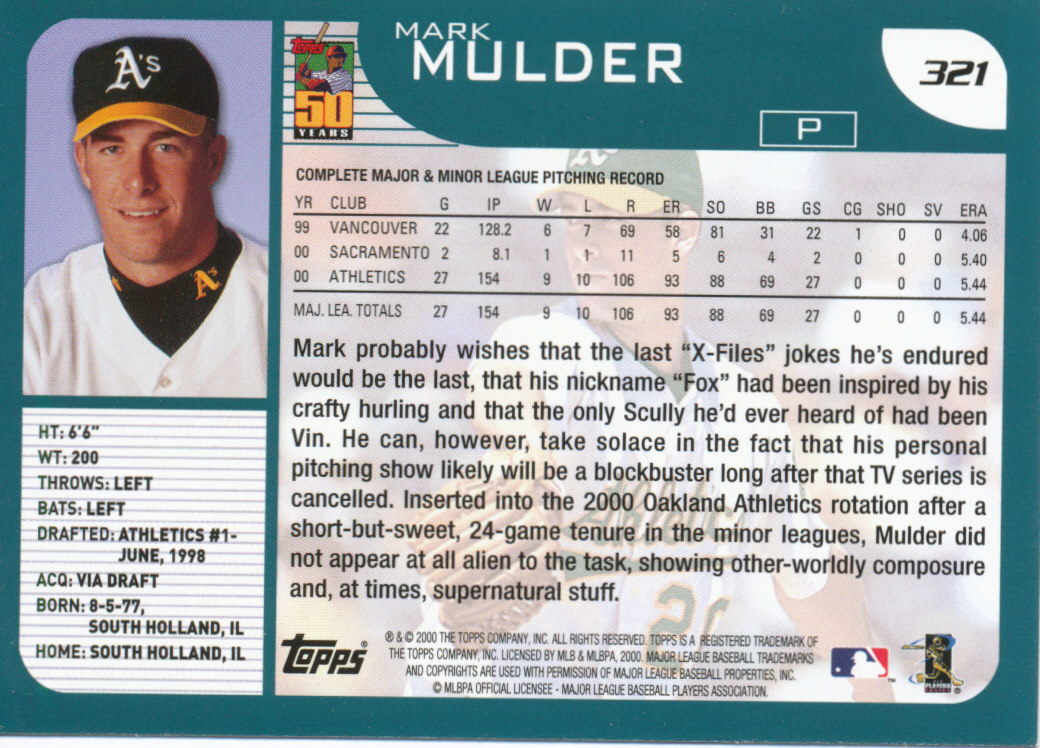 A's
A's
HT: 6'6"
WT: 200
THROWS: LEFT
BATS: LEFT
DRAFTED: ATHLETICS #1-
JUNE, 1998
ACQ: VIA DRAFT
BORN: 8-5-77,
SOUTH HOLLAND, IL
HOME: SOUTH HOLLAND, IL
Topps
50
YEARS
MARK
MULDER
321
P
COMPLETE MAJOR & MINOR LEAGUE PITCHING RECORD
YR CLUB G IP W L R ER SO BB GS CG SHO SV ERA
99 VANCOUVER 22 128.2 6 7 69 58 81 31 22 1 0 0 4.06
00 SACRAMENTO 2 8.1 1 1 11 5 6 4 2 0 0 0 5.40
00 ATHLETICS 27 154 9 10 106 93 88 69 27 0 0 0 5.44
MAJ. LEA. TOTALS 27 154 9 10 106 93 88 69 27 0 0 0 5.44
Mark probably wishes that the last "X-Files" jokes he's endured
would be the last, that his nickname "Fox" had been inspired by his
crafty hurling and that the only Scully he'd ever heard of had been
Vin. He can, however, take solace in the fact that his personal
pitching show likely will be a blockbuster long after that TV series is
cancelled. Inserted into the 2000 Oakland Athletics rotation after a
short-but-sweet, 24-game tenure in the minor leagues, Mulder did
not appear at all alien to the task, showing other-worldly composure
and, at times, supernatural stuff.
Topps®
® & © 2000 THE TOPPS COMPANY, INC. ALL RIGHTS RESERVED. TOPPS IS A REGISTERED TRADEMARK OF
THE TOPPS COMPANY, INC. LICENSED BY MLB & MLBPA, 2000. MAJOR LEAGUE BASEBALL TRADEMARKS
AND COPYRIGHTS ARE USED WITH PERMISSION OF MAJOR LEAGUE BASEBALL PROPERTIES, INC.
© MLBPA OFFICIAL LICENSEE - MAJOR LEAGUE BASEBALL PLAYERS ASSOCIATION.
TM
PLAYERS
CHOICE
®